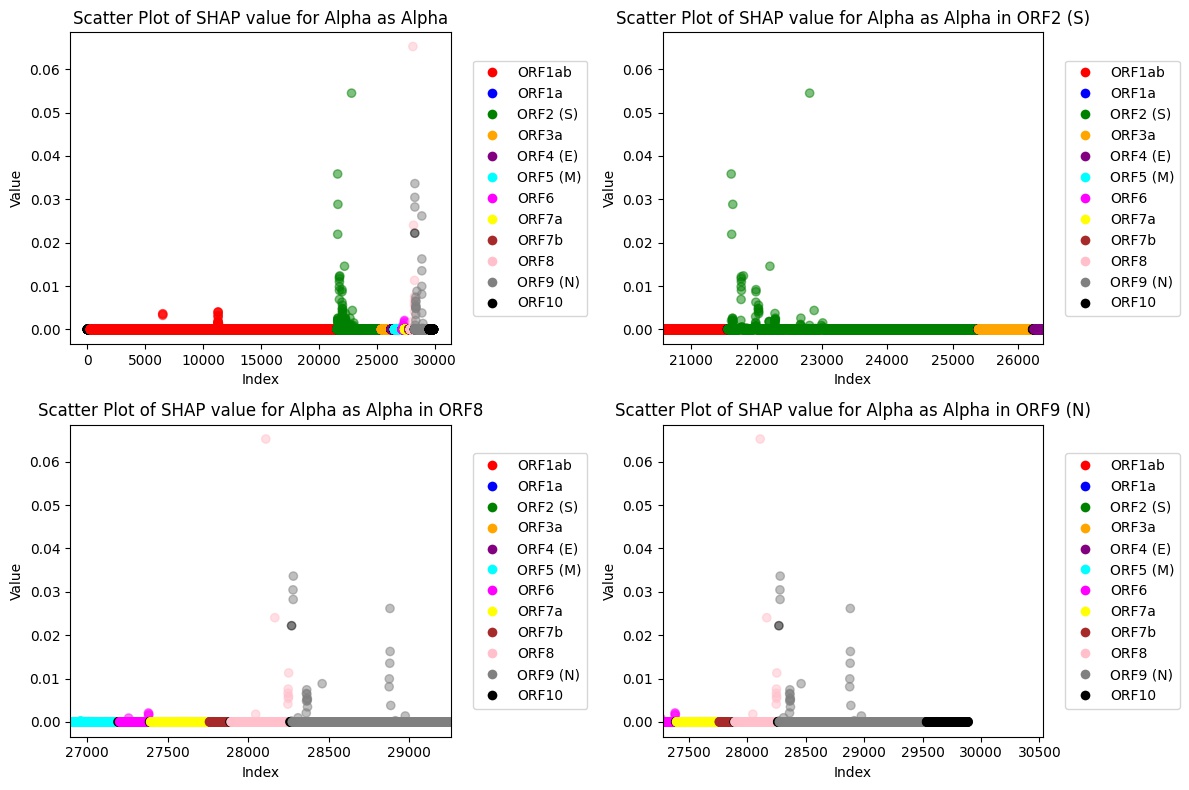 Scatter Plot of SHAP value for Alpha as Alpha
Value
0.06
0.05
0.04
0.03
0.02
0.01
0.00
0 5000 10000 15000 20000 25000 30000
Index
ORF1ab
ORF1a
ORF2 (S)
ORF3a
ORF4 (E)
ORF5 (M)
ORF6
ORF7a
ORF7b
ORF8
ORF9 (N)
ORF10
Scatter Plot of SHAP value for Alpha as Alpha in ORF2 (S)
Value
0.06
0.05
0.04
0.03
0.02
0.01
0.00
21000 22000 23000 24000 25000 26000
Index
ORF1ab
ORF1a
ORF2 (S)
ORF3a
ORF4 (E)
ORF5 (M)
ORF6
ORF7a
ORF7b
ORF8
ORF9 (N)
ORF10
Scatter Plot of SHAP value for Alpha as Alpha in ORF8
Value
0.06
0.05
0.04
0.03
0.02
0.01
0.00
27000 27500 28000 28500 29000
Index
ORF1ab
ORF1a
ORF2 (S)
ORF3a
ORF4 (E)
ORF5 (M)
ORF6
ORF7a
ORF7b
ORF8
ORF9 (N)
ORF10
Scatter Plot of SHAP value for Alpha as Alpha in ORF9 (N)
Value
0.06
0.05
0.04
0.03
0.02
0.01
0.00
27500 28000 28500 29000 29500 30000 30500
Index
ORF1ab
ORF1a
ORF2 (S)
ORF3a
ORF4 (E)
ORF5 (M)
ORF6
ORF7a
ORF7b
ORF8
ORF9 (N)
ORF10